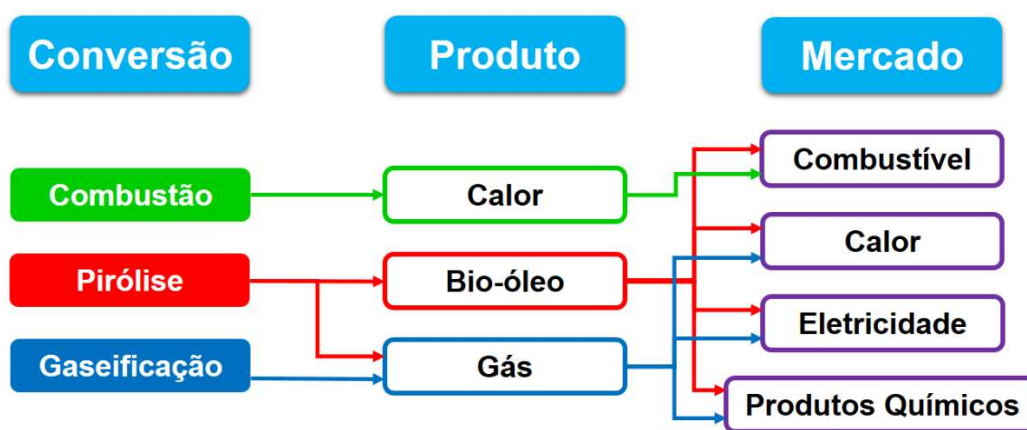 Conversão
Produto
Mercado
Combustão
Calor
Combustível
Pirólise
Bio-óleo
Calor
Gaseificação
Gás
Eletricidade
Produtos Químicos